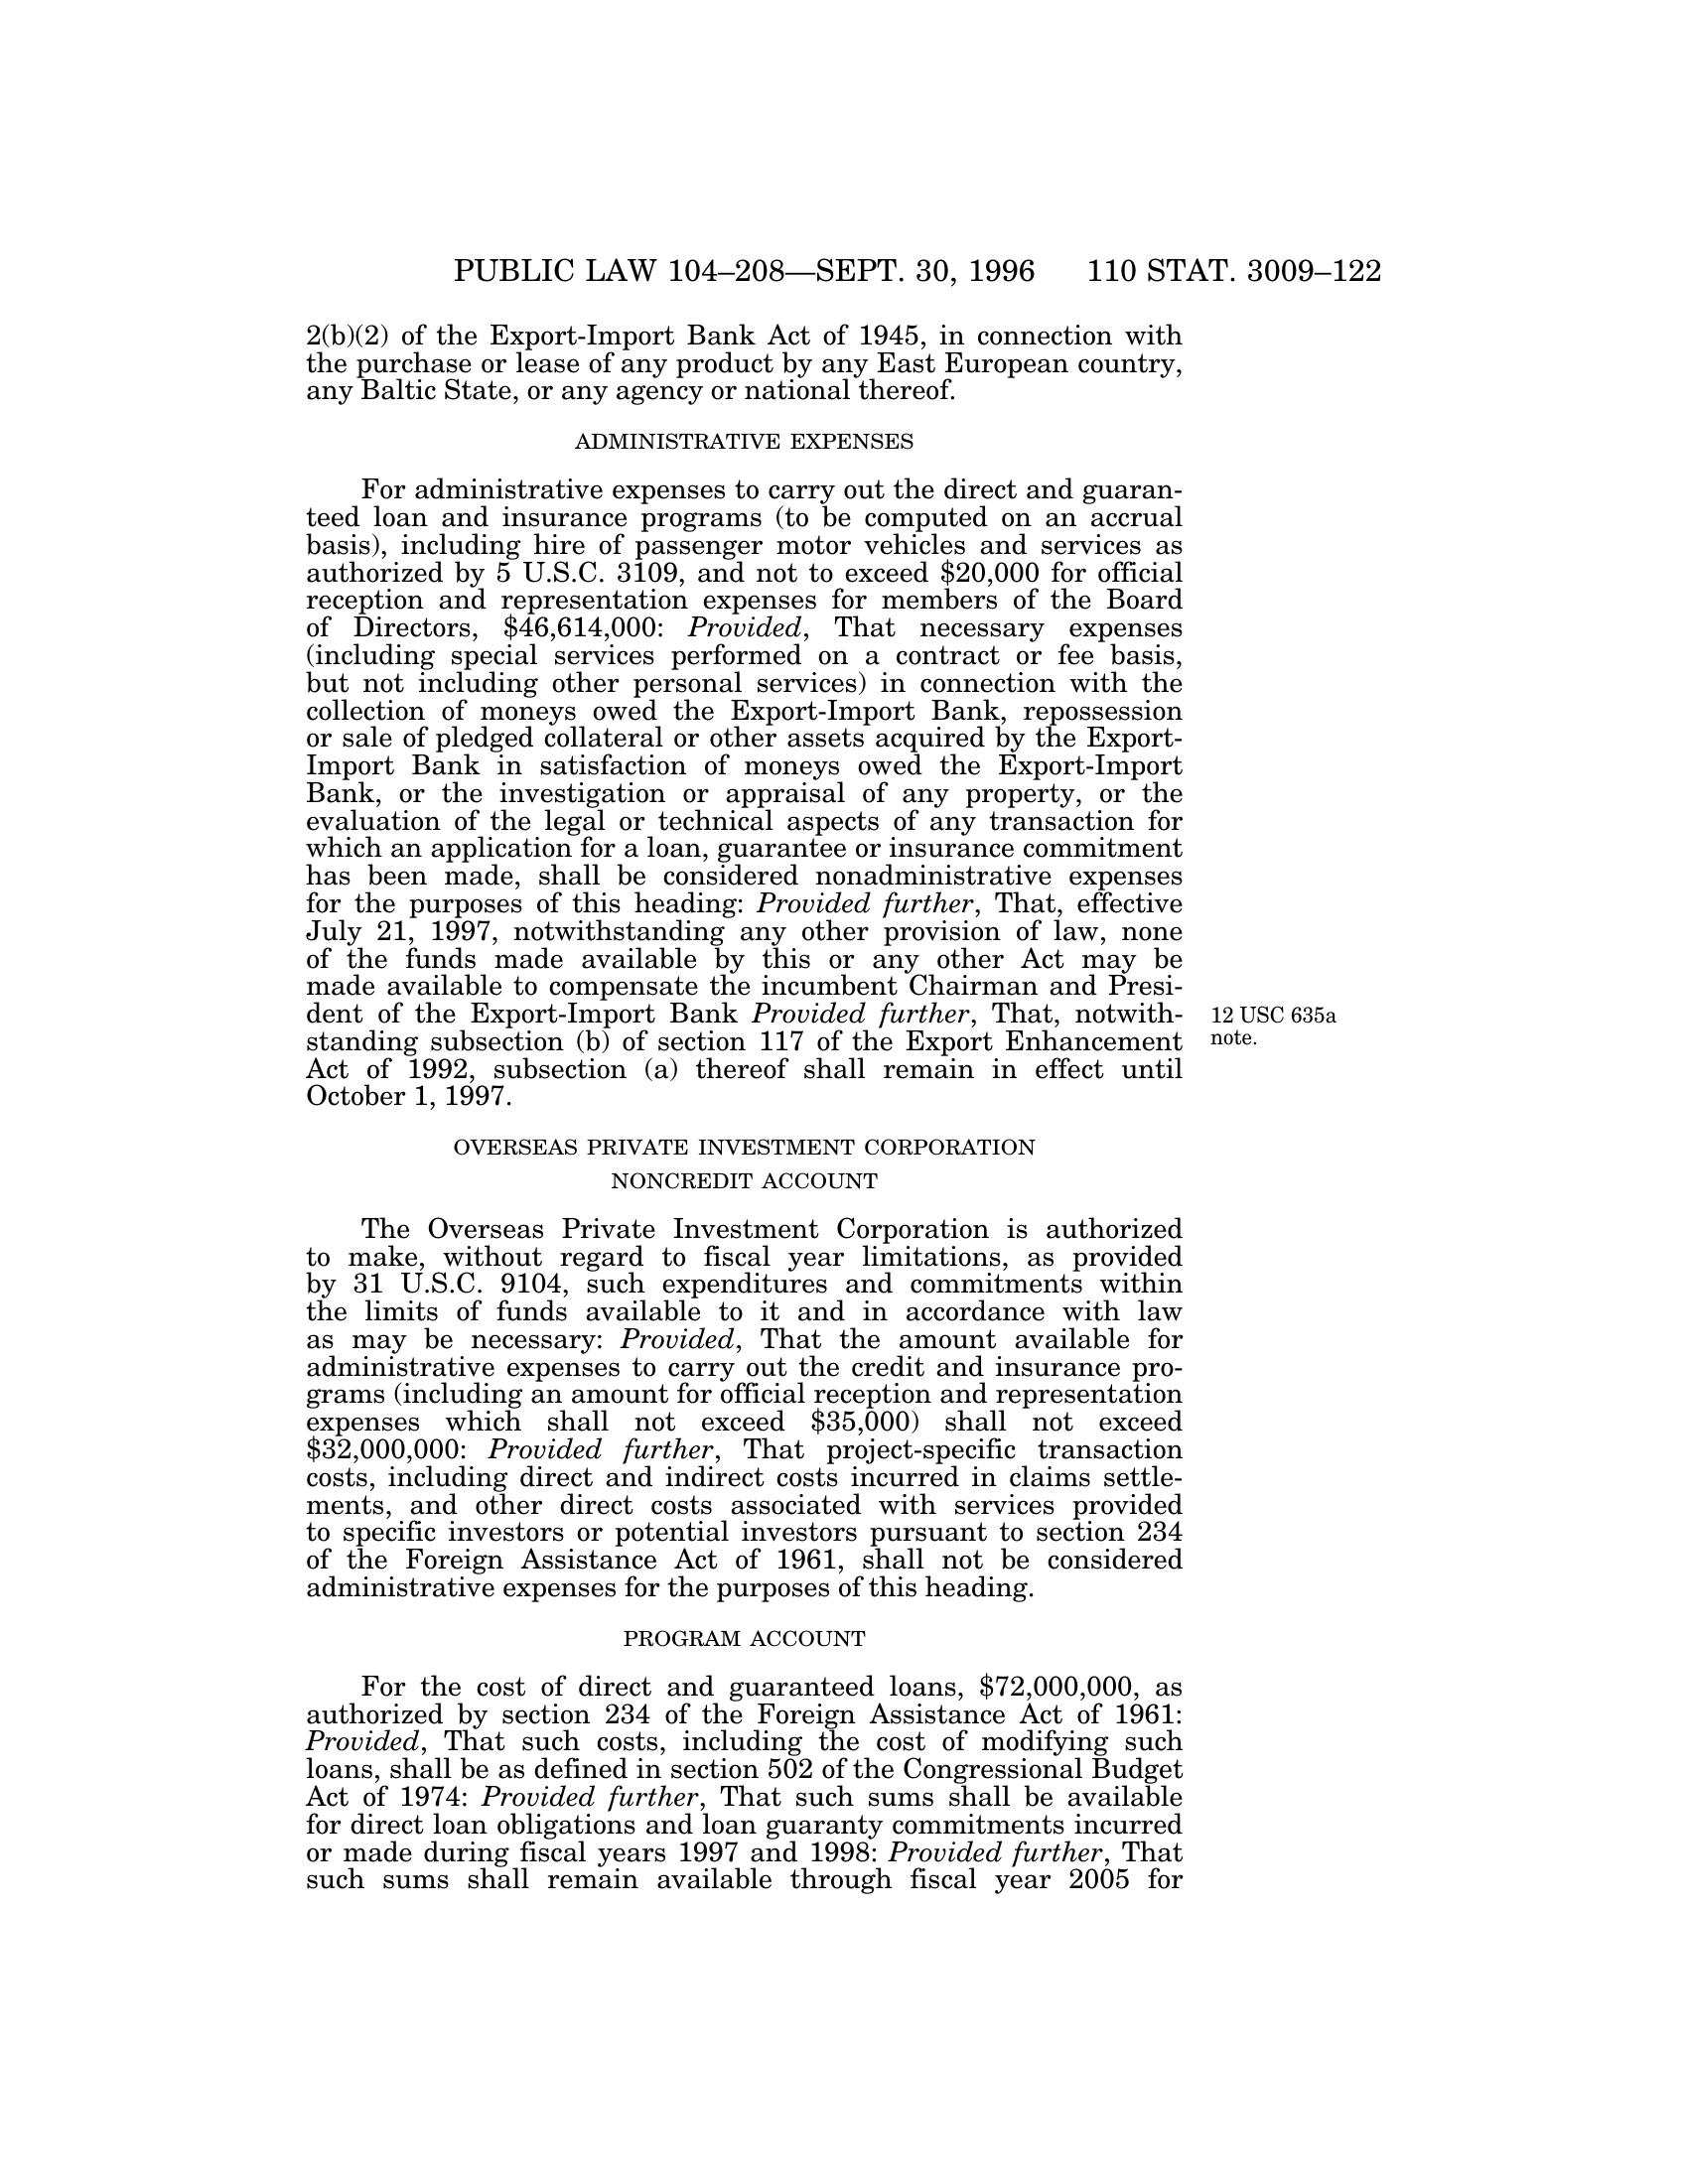 PUBLIC LAW 104–208—SEPT. 30, 1996 110 STAT. 3009–122
2(b)(2) of the Export-Import Bank Act of 1945, in connection with
the purchase or lease of any product by any East European country,
any Baltic State, or any agency or national thereof.
ADMINISTRATIVE EXPENSES
For administrative expenses to carry out the direct and guaran-
teed loan and insurance programs (to be computed on an accrual
basis), including hire of passenger motor vehicles and services as
authorized by 5 U.S.C. 3109, and not to exceed $20,000 for official
reception and representation expenses for members of the Board
of Directors, $46,614,000: Provided, That necessary expenses
(including special services performed on a contract or fee basis,
but not including other personal services) in connection with the
collection of moneys owed the Export-Import Bank, repossession
or sale of pledged collateral or other assets acquired by the Export-
Import Bank in satisfaction of moneys owed the Export-Import
Bank, or the investigation or appraisal of any property, or the
evaluation of the legal or technical aspects of any transaction for
which an application for a loan, guarantee or insurance commitment
has been made, shall be considered nonadministrative expenses
for the purposes of this heading: Provided further, That, effective
July 21, 1997, notwithstanding any other provision of law, none
of the funds made available by this or any other Act may be
made available to compensate the incumbent Chairman and Presi-
dent of the Export-Import Bank Provided further, That, notwith-
standing subsection (b) of section 117 of the Export Enhancement
Act of 1992, subsection (a) thereof shall remain in effect until
October 1, 1997.
12 USC 635a
note.
OVERSEAS PRIVATE INVESTMENT CORPORATION
NONCREDIT ACCOUNT
The Overseas Private Investment Corporation is authorized
to make, without regard to fiscal year limitations, as provided
by 31 U.S.C. 9104, such expenditures and commitments within
the limits of funds available to it and in accordance with law
as may be necessary: Provided, That the amount available for
administrative expenses to carry out the credit and insurance pro-
grams (including an amount for official reception and representation
expenses which shall not exceed $35,000) shall not exceed
$32,000,000: Provided further, That project-specific transaction
costs, including direct and indirect costs incurred in claims settle-
ments, and other direct costs associated with services provided
to specific investors or potential investors pursuant to section 234
of the Foreign Assistance Act of 1961, shall not be considered
administrative expenses for the purposes of this heading.
PROGRAM ACCOUNT
For the cost of direct and guaranteed loans, $72,000,000, as
authorized by section 234 of the Foreign Assistance Act of 1961:
Provided, That such costs, including the cost of modifying such
loans, shall be as defined in section 502 of the Congressional Budget
Act of 1974: Provided further, That such sums shall be available
for direct loan obligations and loan guaranty commitments incurred
or made during fiscal years 1997 and 1998: Provided further, That
such sums shall remain available through fiscal year 2005 for